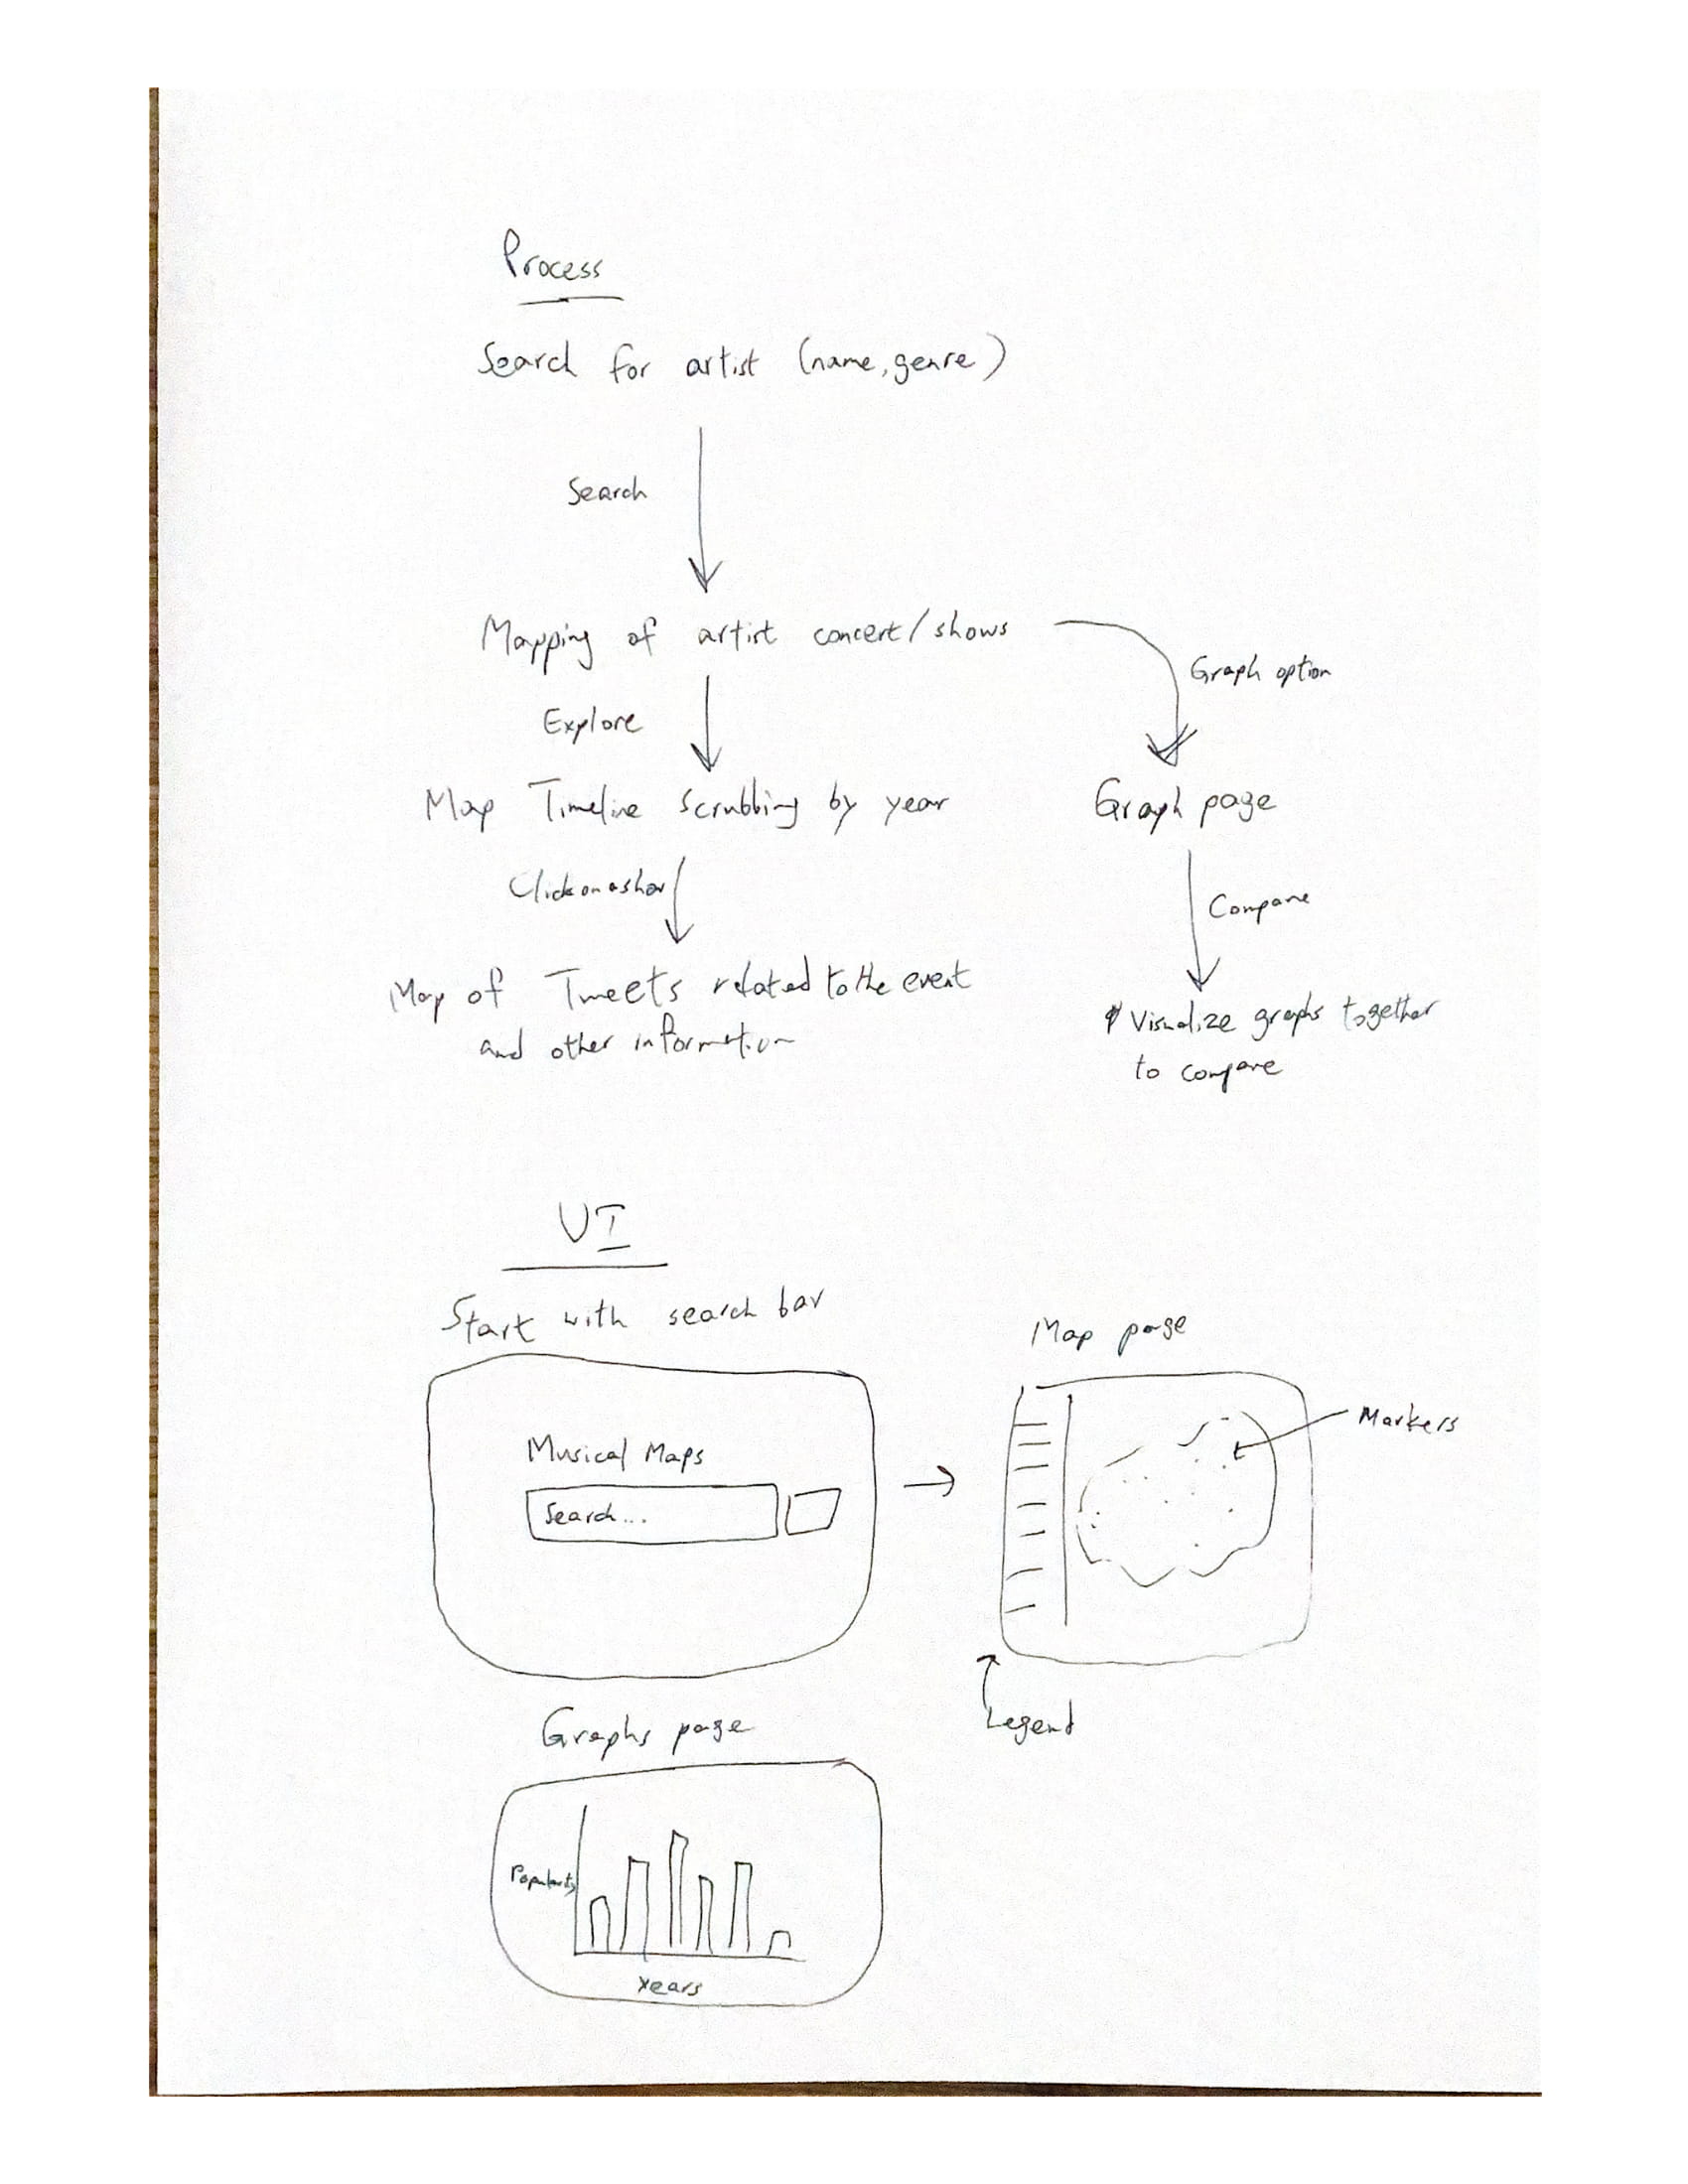 Process
Search for artist (name, genre)
Search
Mapping of artist concert/shows
Graph option
Explore
Map Timeline Scrubbing by year
Graph page
Click on a show
Compare
Map of Tweets related to the event
and other information
Visualize graphs together
to compare
UI
Start with search bar
Map page
Markers
Musical Maps
Search...
Legend
Graphs page
Popularity
Years